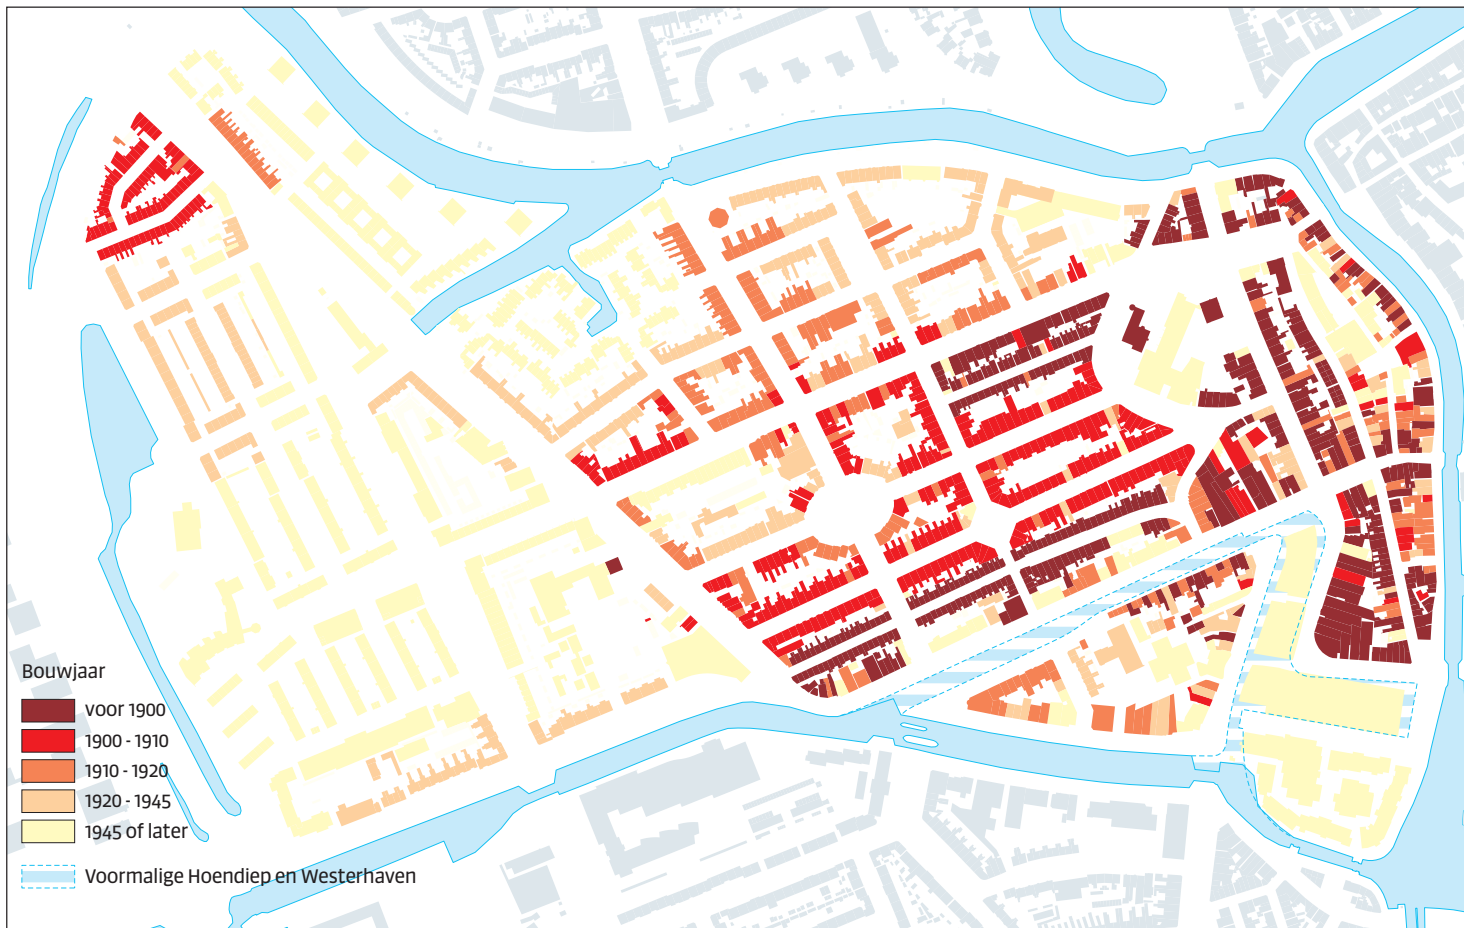 Bouwjaar
voor 1900
1900 - 1910
1910 - 1920
1920 - 1945
1945 of later
Voormalige Hoendiep en Westerhaven